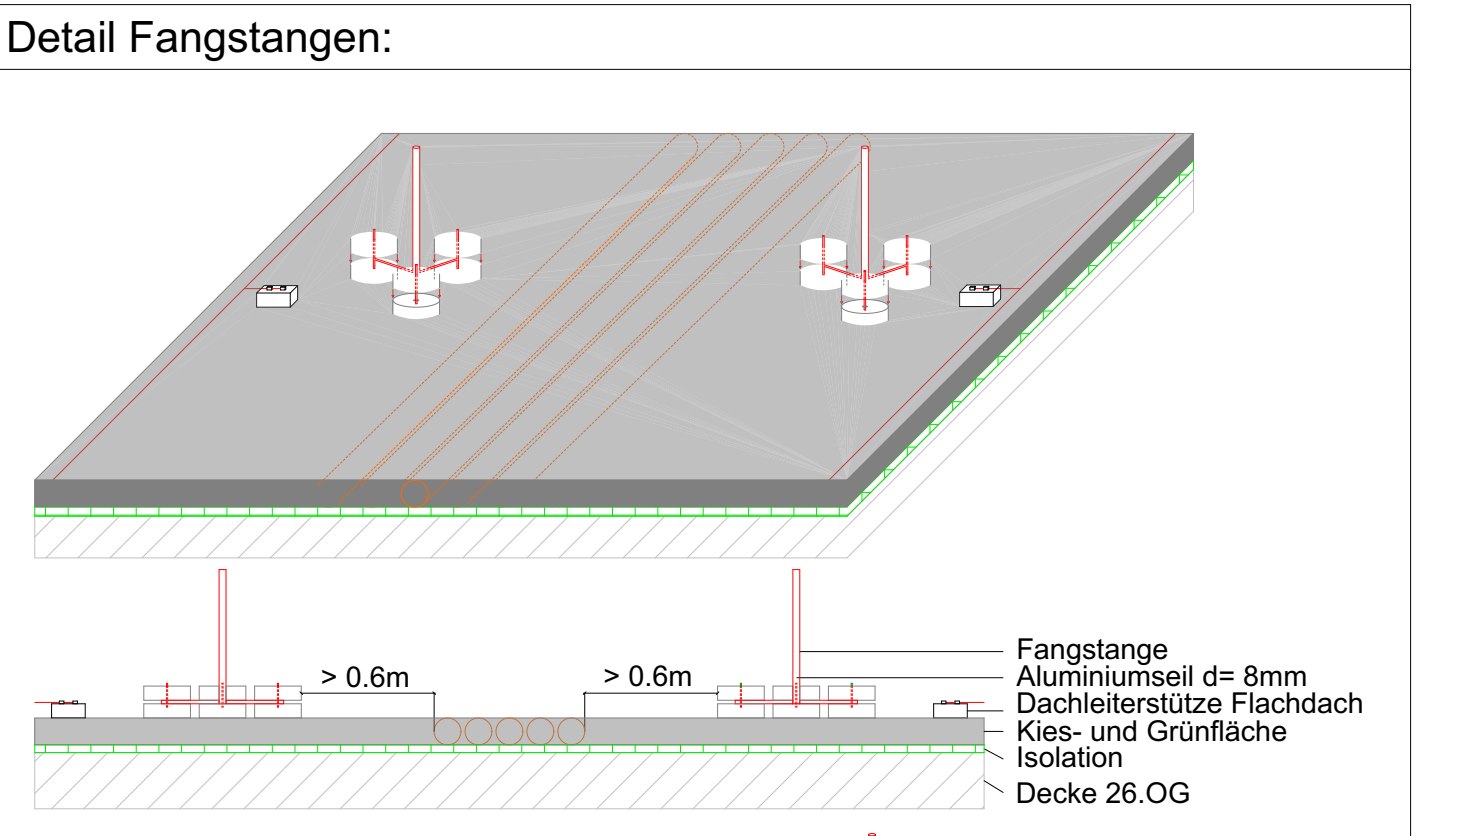 Detail Fangstangen:
> 0.6m
> 0.6m
Fangstange
Aluminiumseil d= 8mm
Dachleiterstütze Flachdach
Kies- und Grünfläche
Isolation
Decke 26.OG